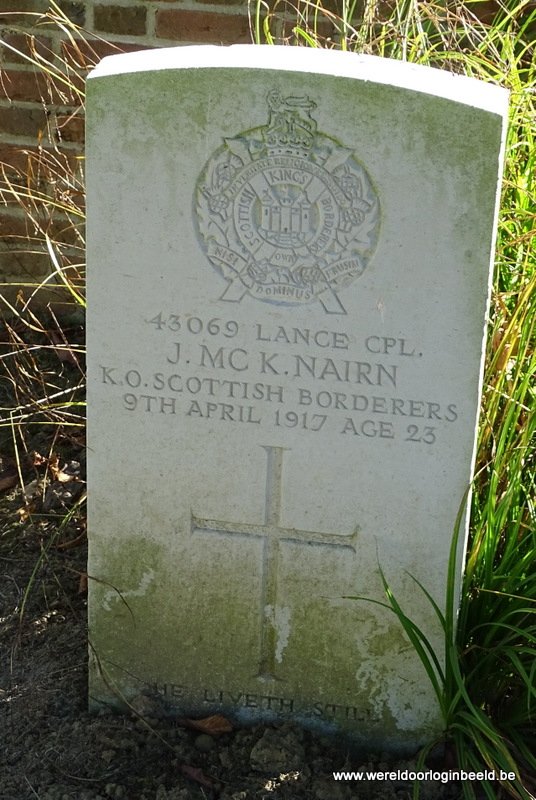 KING'S
OWN
SCOTTISH BORDERERS
NISI DOMINUS FRUSTRA
43069 LANCE CPL.
J. MC K. NAIRN
K.O. SCOTTISH BORDERERS
9TH APRIL 1917 AGE 23
HE LIVETH STILL
www.wereldoorloginbeeld.be